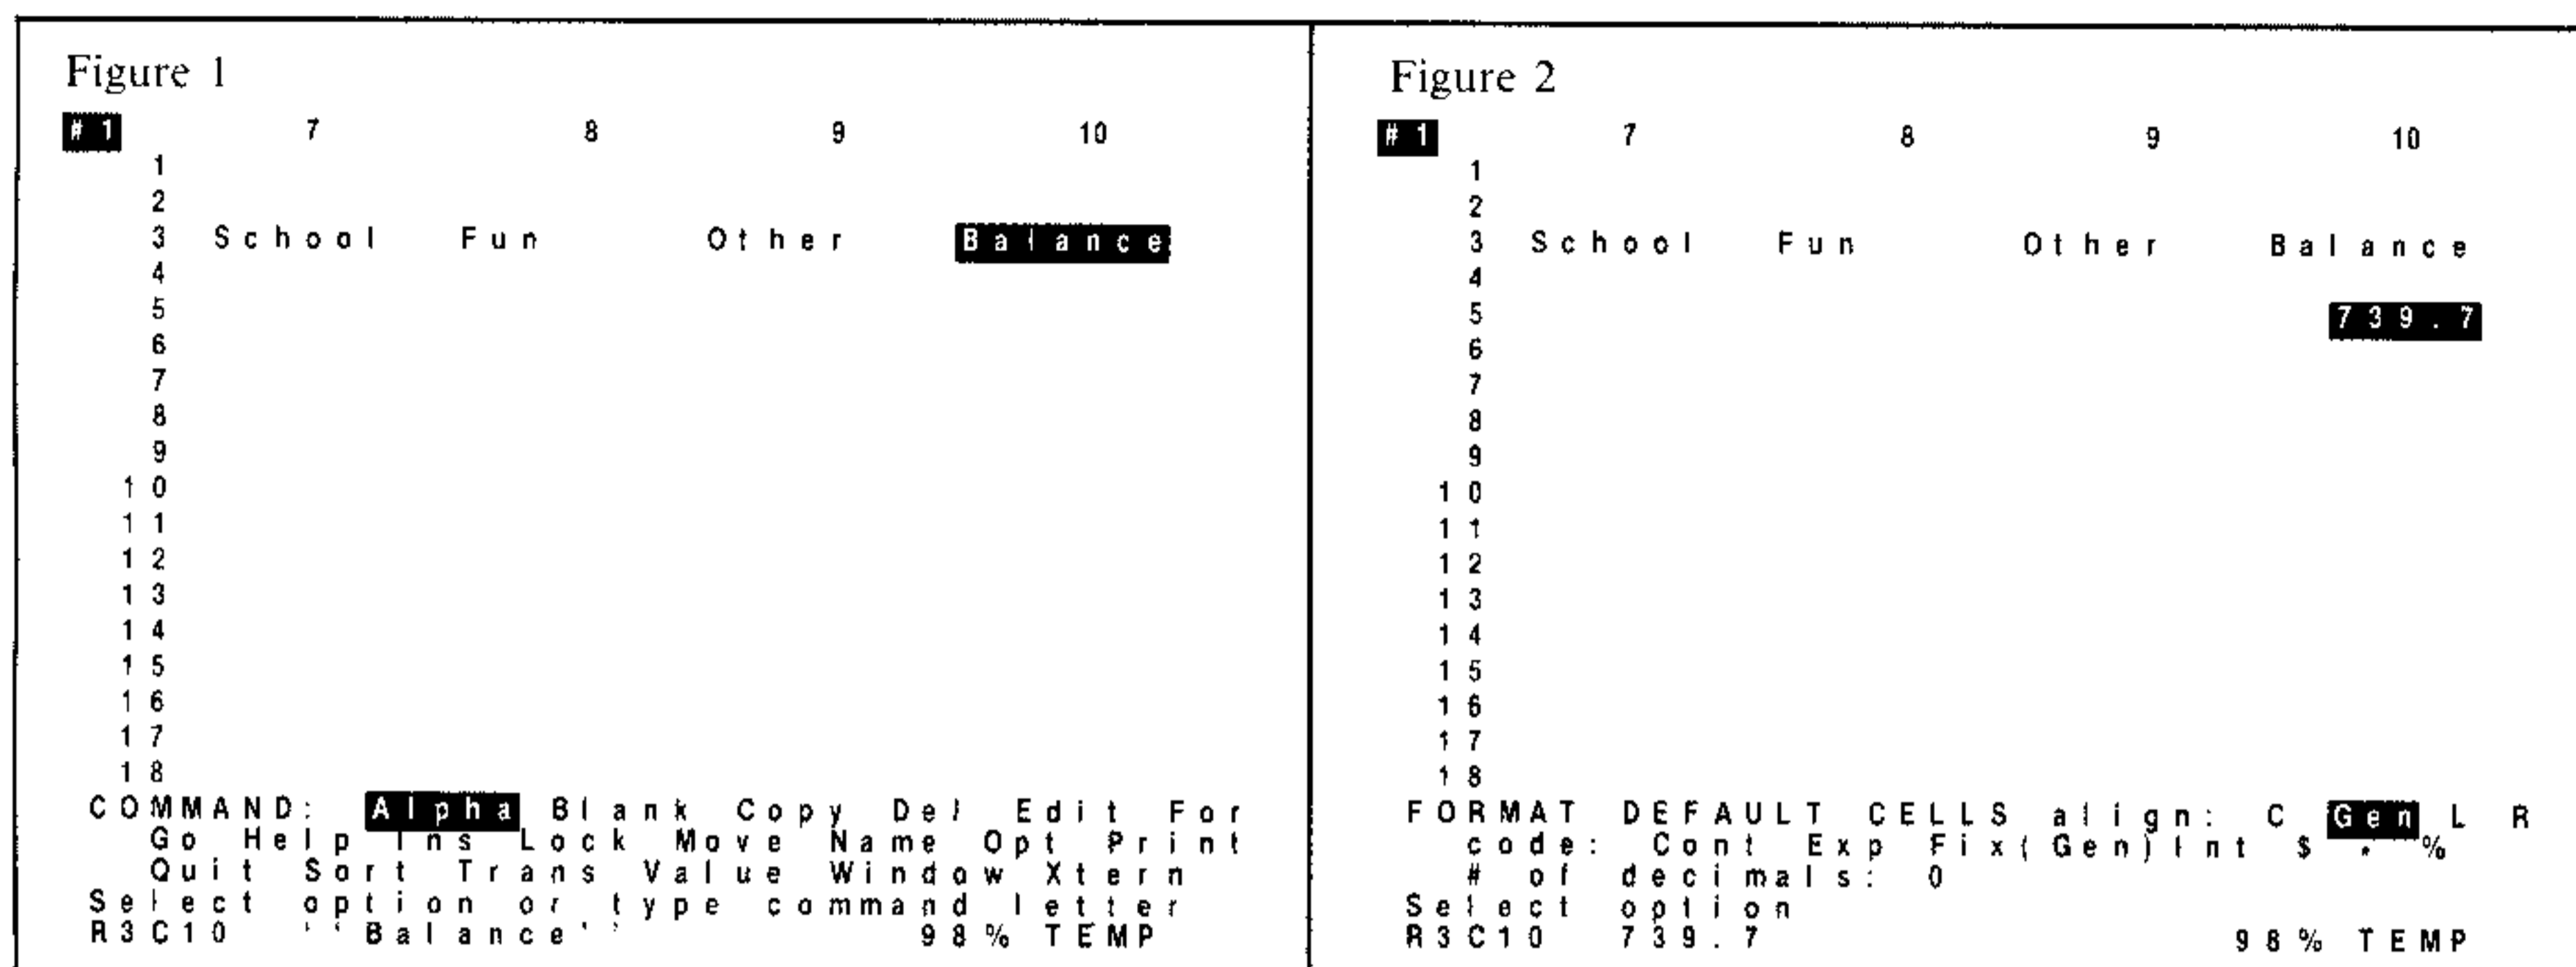 Figure 1
# 1 7 8 9 10
1
2
3 School Fun Other Balance
4
5
6
7
8
9
10
11
12
13
14
15
16
17
18
COMMAND: Alpha Blank Copy Del Edit For
Go Help Ins Lock Move Name Opt Print
Quit Sort Trans Value Window Xtern
Select option or type command letter
R3C10 ''Balance'' 98% TEMP
Figure 2
# 1 7 8 9 10
1
2
3 School Fun Other Balance
4
5 739.7
6
7
8
9
10
11
12
13
14
15
16
17
18
FORMAT DEFAULT CELLS align: C Gen L R
code: Cont Exp Fix(Gen)Int $ * %
# of decimals: 0
Select option
R3C10 739.7 98% TEMP